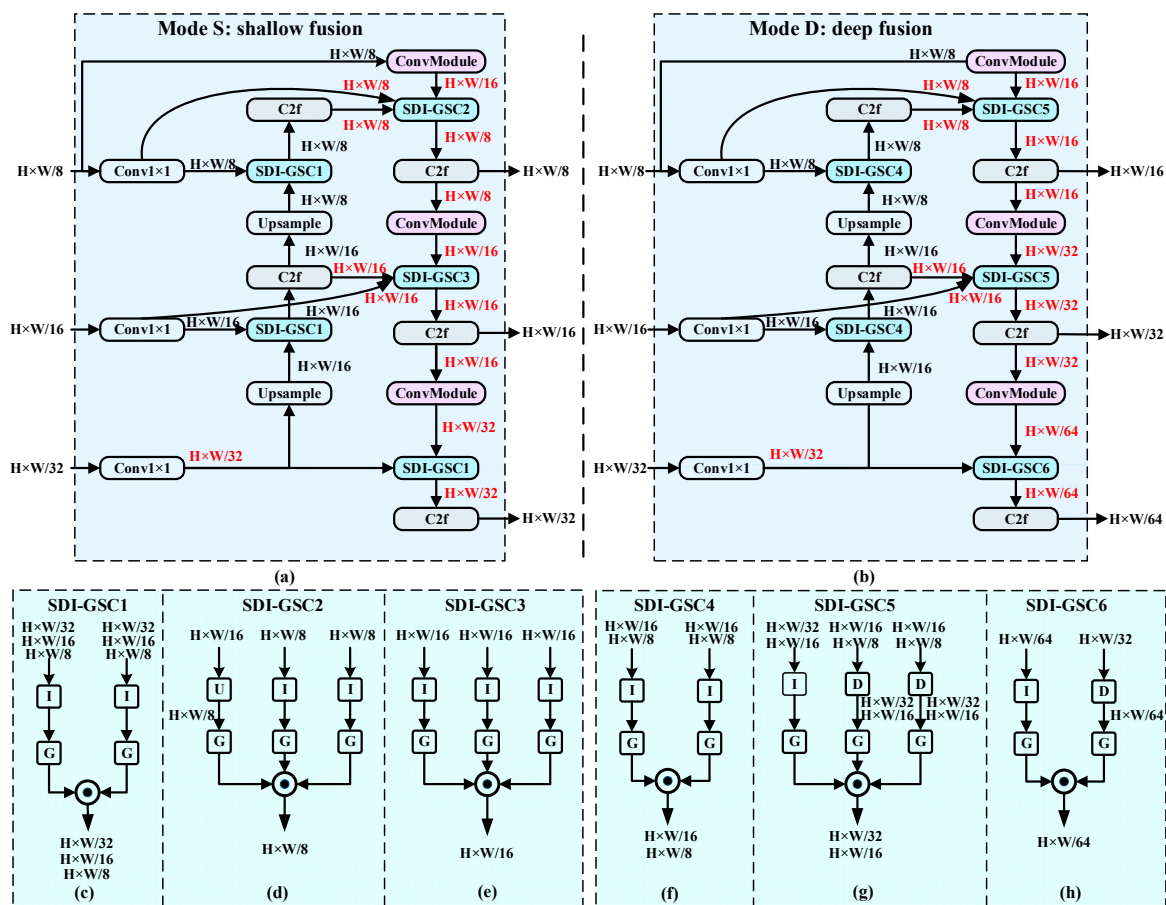 Mode S: shallow fusion
H×W/8
ConvModule
H×W/16
H×W/8
C2f
SDI-GSC2
H×W/8
H×W/8
H×W/8
H×W/8
Conv1×1
H×W/8
SDI-GSC1
C2f
H×W/8
H×W/8
H×W/8
Upsample
ConvModule
H×W/16
H×W/16
C2f
H×W/16
SDI-GSC3
H×W/16
H×W/16
H×W/16
H×W/16
Conv1×1
H×W/16
SDI-GSC1
C2f
H×W/16
H×W/16
H×W/16
Upsample
ConvModule
H×W/32
H×W/32
Conv1×1
H×W/32
SDI-GSC1
H×W/32
C2f
H×W/32
(a)
Mode D: deep fusion
H×W/8
ConvModule
H×W/16
H×W/8
C2f
SDI-GSC5
H×W/8
H×W/8
H×W/16
H×W/8
Conv1×1
H×W/8
SDI-GSC4
C2f
H×W/16
H×W/8
H×W/16
Upsample
ConvModule
H×W/16
H×W/32
C2f
H×W/16
SDI-GSC5
H×W/16
H×W/16
H×W/32
H×W/16
Conv1×1
H×W/16
SDI-GSC4
C2f
H×W/32
H×W/16
H×W/32
Upsample
ConvModule
H×W/64
H×W/32
Conv1×1
H×W/32
SDI-GSC6
H×W/64
C2f
H×W/64
(b)
SDI-GSC1
H×W/32 H×W/32
H×W/16 H×W/16
H×W/8 H×W/8
I I
G G
H×W/32
H×W/16
H×W/8
(c)
SDI-GSC2
H×W/16 H×W/8 H×W/8
U I I
H×W/8
G G G
H×W/8
(d)
SDI-GSC3
H×W/16 H×W/16 H×W/16
I I I
G G G
H×W/16
(e)
SDI-GSC4
H×W/16 H×W/16
H×W/8 H×W/8
I I
G G
H×W/16
H×W/8
(f)
SDI-GSC5
H×W/32 H×W/16 H×W/16
H×W/16 H×W/8 H×W/8
I D D
H×W/32 H×W/32
H×W/16 H×W/16
G G G
H×W/32
H×W/16
(g)
SDI-GSC6
H×W/64 H×W/32
I D
H×W/64
G G
H×W/64
(h)